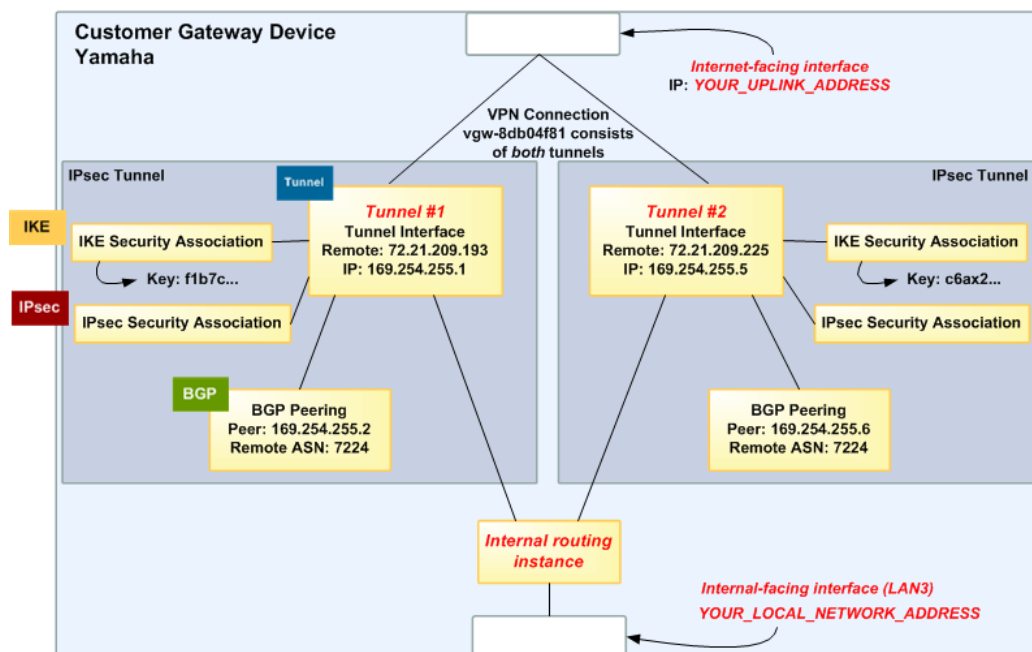 Customer Gateway Device
Yamaha
Internet-facing interface
IP: YOUR_UPLINK_ADDRESS
VPN Connection
vgw-8db04f81 consists
of both tunnels
IPsec Tunnel
Tunnel
IPsec Tunnel
IKE
IKE Security Association
Key: f1b7c...
IPsec
IPsec Security Association
Tunnel #1
Tunnel Interface
Remote: 72.21.209.193
IP: 169.254.255.1
Tunnel #2
Tunnel Interface
Remote: 72.21.209.225
IP: 169.254.255.5
IKE Security Association
Key: c6ax2...
IPsec Security Association
BGP
BGP Peering
Peer: 169.254.255.2
Remote ASN: 7224
BGP Peering
Peer: 169.254.255.6
Remote ASN: 7224
Internal routing
instance
Internal-facing interface (LAN3)
YOUR_LOCAL_NETWORK_ADDRESS